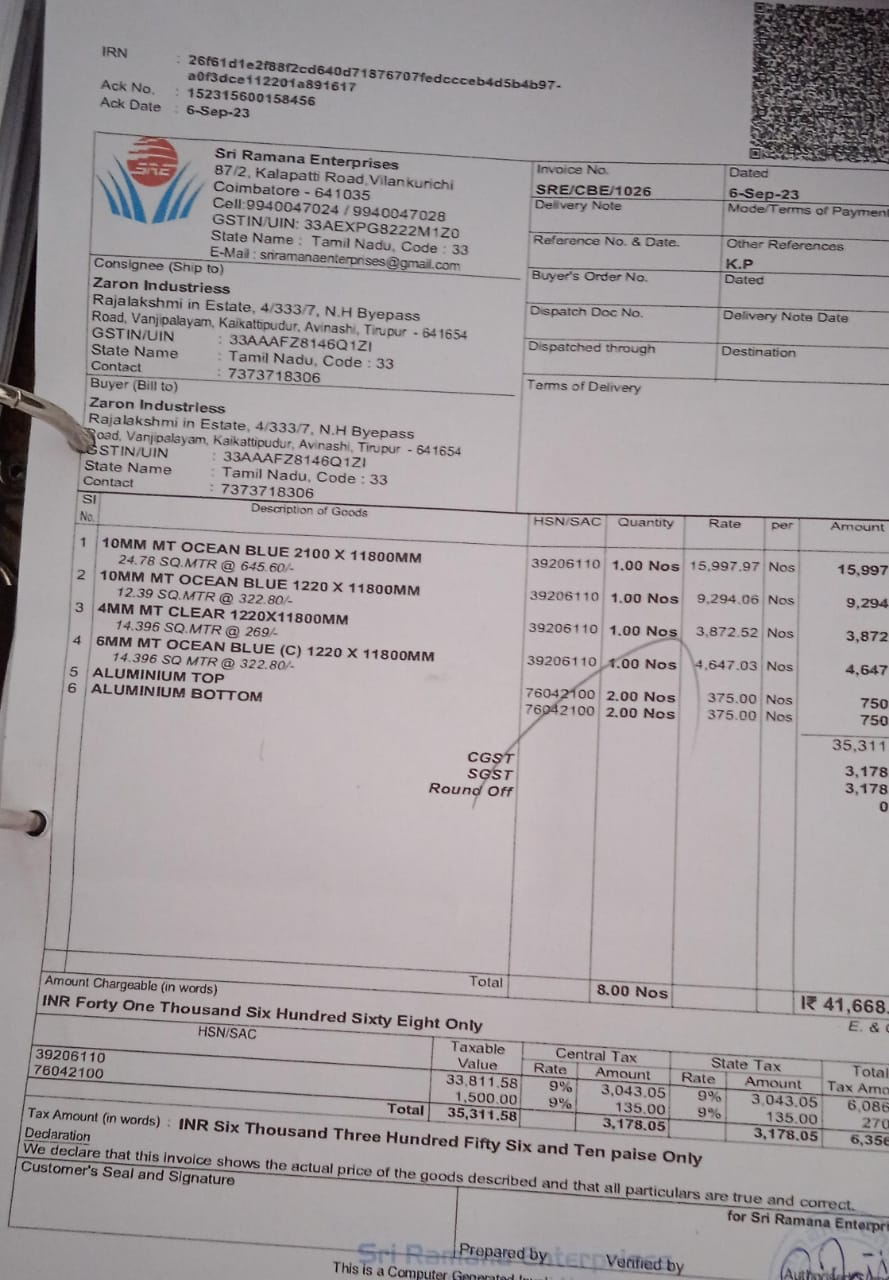 IRN : 26f61d1e2f88f2cd640d71876707fedccceb4d5b4b97-
a0f3dce112201a891617
Ack No. : 152315600158456
Ack Date : 6-Sep-23
SRE
Sri Ramana Enterprises
87/2, Kalapatti Road,Vilankurichi
Coimbatore - 641035
Cell:9940047024 / 9940047028
GSTIN/UIN: 33AEXPG8222M1Z0
State Name : Tamil Nadu, Code : 33
E-Mail : sriramanaenterprises@gmail.com
Invoice No. Dated
SRE/CBE/1026 6-Sep-23
Delivery Note Mode/Terms of Payment
Reference No. & Date. Other References
K.P
Buyer's Order No. Dated
Dispatch Doc No. Delivery Note Date
Dispatched through Destination
Terms of Delivery
Consignee (Ship to)
Zaron Industriess
Rajalakshmi in Estate, 4/333/7, N.H Byepass
Road, Vanjipalayam, Kaikattipudur, Avinashi, Tirupur - 641654
GSTIN/UIN : 33AAAFZ8146Q1ZI
State Name : Tamil Nadu, Code : 33
Contact : 7373718306
Buyer (Bill to)
Zaron Industriess
Rajalakshmi in Estate, 4/333/7, N.H Byepass
Road, Vanjipalayam, Kaikattipudur, Avinashi, Tirupur - 641654
GSTIN/UIN : 33AAAFZ8146Q1ZI
State Name : Tamil Nadu, Code : 33
Contact : 7373718306
Sl No. Description of Goods HSN/SAC Quantity Rate per Amount
1 10MM MT OCEAN BLUE 2100 X 11800MM 39206110 1.00 Nos 15,997.97 Nos 15,997
24.78 SQ.MTR @ 645.60/-
2 10MM MT OCEAN BLUE 1220 X 11800MM 39206110 1.00 Nos 9,294.06 Nos 9,294
12.39 SQ.MTR @ 322.80/-
3 4MM MT CLEAR 1220X11800MM 39206110 1.00 Nos 3,872.52 Nos 3,872
14.396 SQ.MTR @ 269/-
4 6MM MT OCEAN BLUE (C) 1220 X 11800MM 39206110 1.00 Nos 4,647.03 Nos 4,647
14.396 SQ MTR @ 322.80/-
5 ALUMINIUM TOP 76042100 2.00 Nos 375.00 Nos 750
6 ALUMINIUM BOTTOM 76042100 2.00 Nos 375.00 Nos 750
35,311
CGST 3,178
SGST 3,178
Round Off 0
Total 8.00 Nos I₹ 41,668.
Amount Chargeable (in words) E. &
INR Forty One Thousand Six Hundred Sixty Eight Only
HSN/SAC Taxable Value Central Tax State Tax Total
Rate Amount Rate Amount Tax Amo
39206110 33,811.58 9% 3,043.05 9% 3,043.05 6,086
76042100 1,500.00 9% 135.00 9% 135.00 270
Total 35,311.58 3,178.05 3,178.05 6,356
Tax Amount (in words) : INR Six Thousand Three Hundred Fifty Six and Ten paise Only
Declaration
We declare that this invoice shows the actual price of the goods described and that all particulars are true and correct.
Customer's Seal and Signature
for Sri Ramana Enterpri
Sri Ramana Enterprises
Prepared by Verified by
This is a Computer Generated